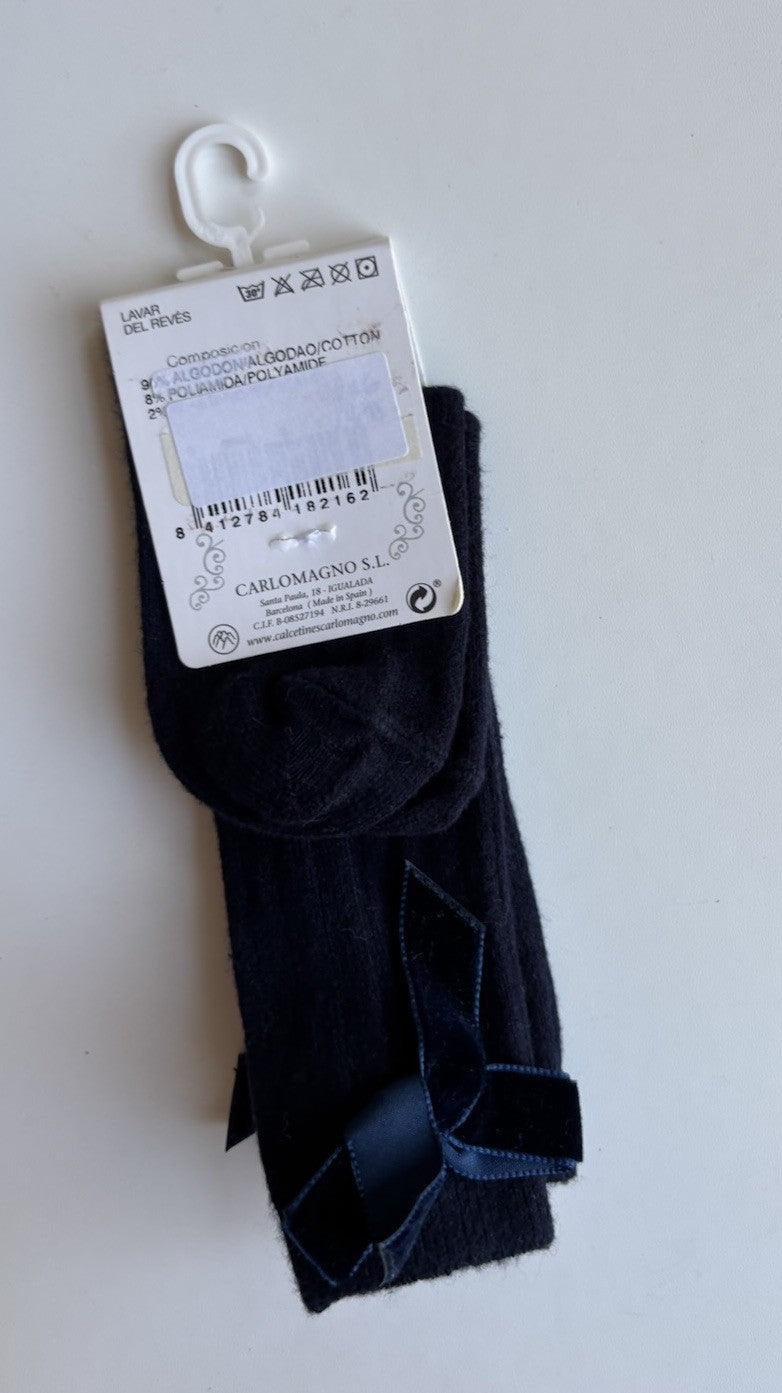 30°
LAVAR
DEL REVÉS
Composicion
ALGODON/ALGODAO/COTTON
8% POLIAMIDA/POLYAMIDE
2%
8 412784 182162
CARLOMAGNO S.L.
Santa Paula, 18 - IGUALADA
Barcelona ( Made in Spain )
C.I.F. B-08527194 N.R.I. 8-29661
www.calcetinescarlomagno.com
®